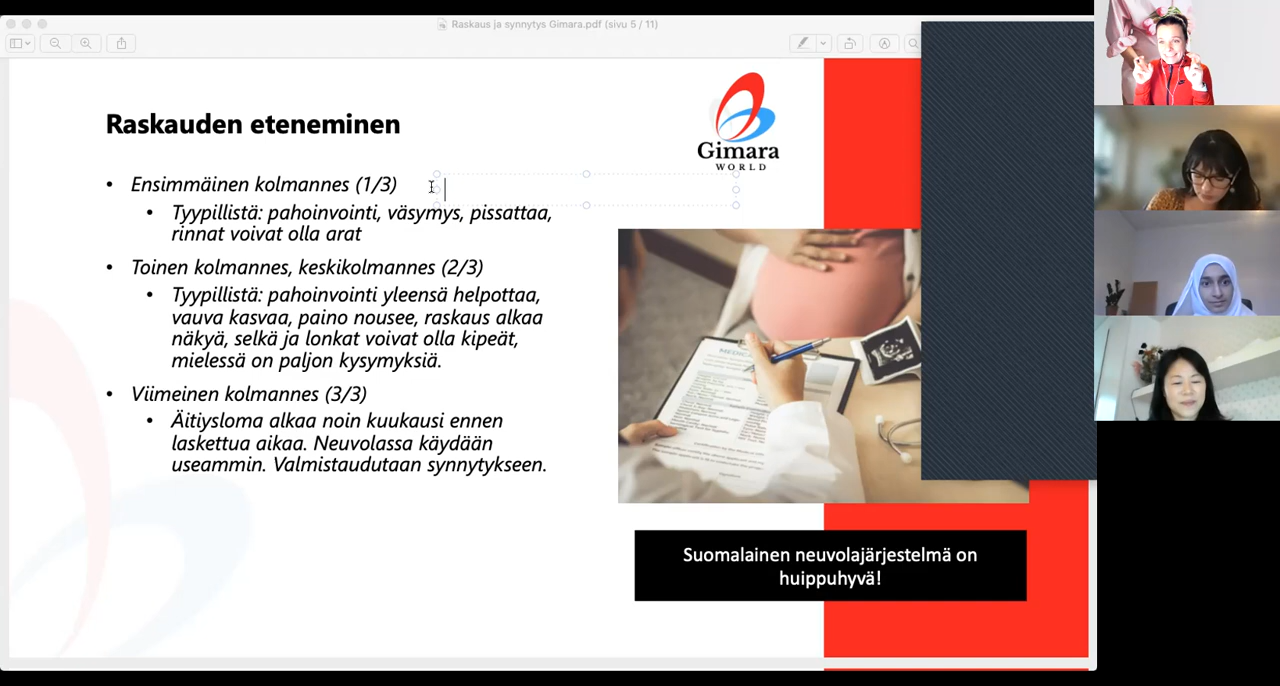 Raskaus ja synnytys Gimara.pdf (sivu 5 / 11)
Raskauden eteneminen
Gimara
WORLD
• Ensimmäinen kolmannes (1/3)
• Tyypillistä: pahoinvointi, väsymys, pissattaa,
rinnat voivat olla arat
• Toinen kolmannes, keskikolmannes (2/3)
• Tyypillistä: pahoinvointi yleensä helpottaa,
vauva kasvaa, paino nousee, raskaus alkaa
näkyä, selkä ja lonkat voivat olla kipeät,
mielessä on paljon kysymyksiä.
• Viimeinen kolmannes (3/3)
• Äitiysloma alkaa noin kuukausi ennen
laskettua aikaa. Neuvolassa käydään
useammin. Valmistaudutaan synnytykseen.
Suomalainen neuvolajärjestelmä on
huippuhyvä!